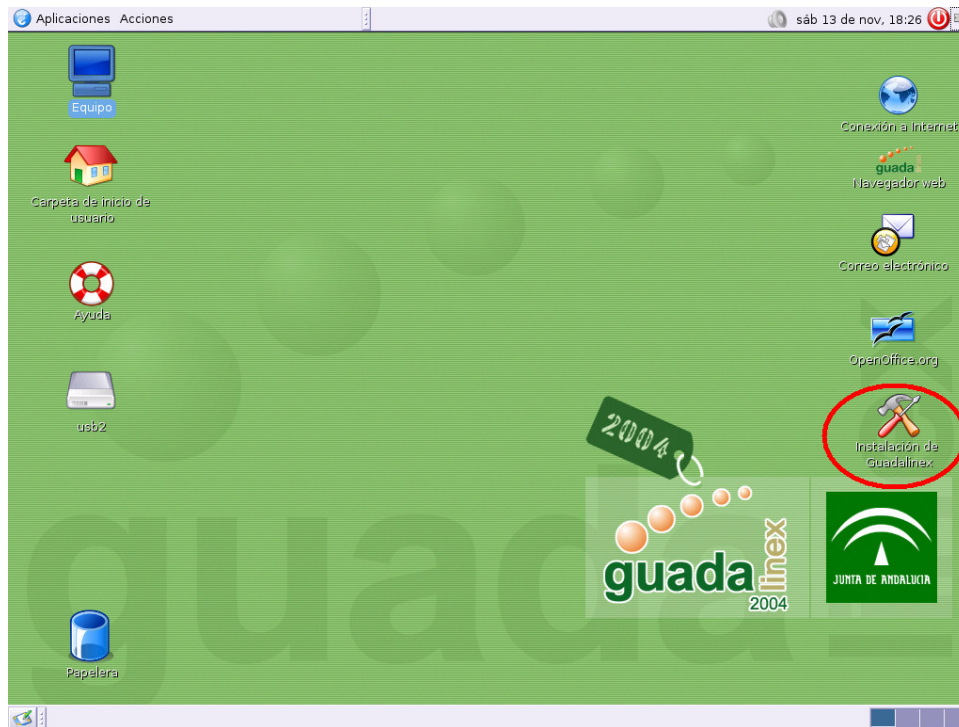 Aplicaciones Acciones
sáb 13 de nov, 18:26
Equipo
Carpeta de inicio de
usuario
Ayuda
usb2
Papelera
Conexión a Internet
guada
Navegador web
Correo electrónico
OpenOffice.org
Instalación de
Guadalinex
2004
guada
linex
2004
JUNTA DE ANDALUCIA
guada